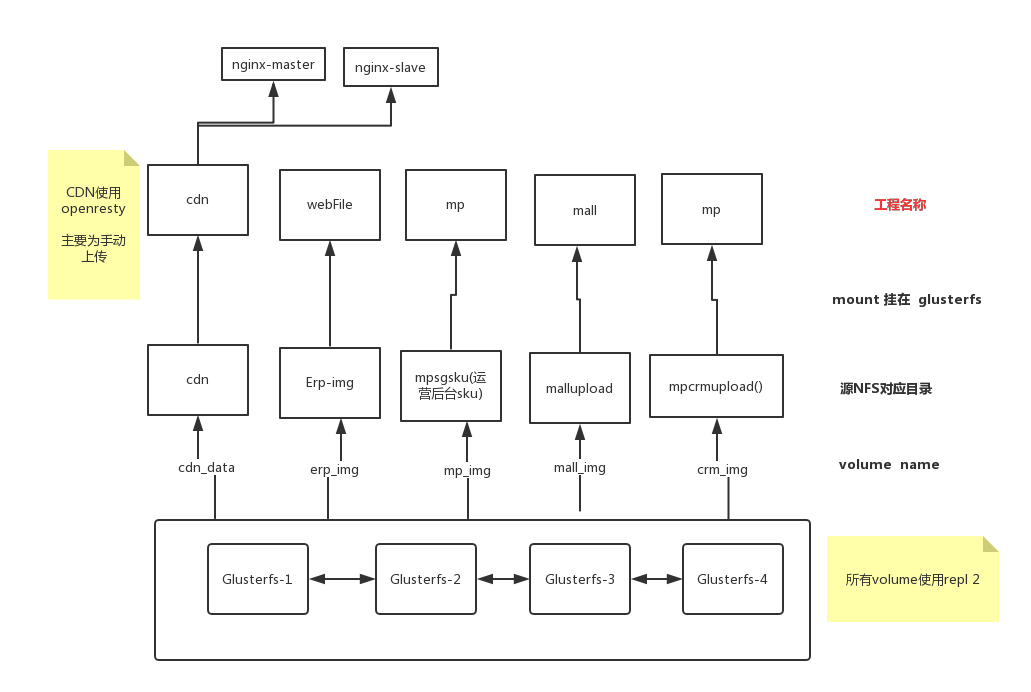 nginx-master
nginx-slave
CDN使用
openresty
主要为手动
上传
cdn
webFile
mp
mall
mp
工程名称
mount 挂在 glusterfs
cdn
Erp-img
mpsgsku(运
营后台sku)
mallupload
mpcrmupload()
源NFS对应目录
cdn_data
erp_img
mp_img
mall_img
crm_img
volume name
Glusterfs-1
Glusterfs-2
Glusterfs-3
Glusterfs-4
所有volume使用repl 2